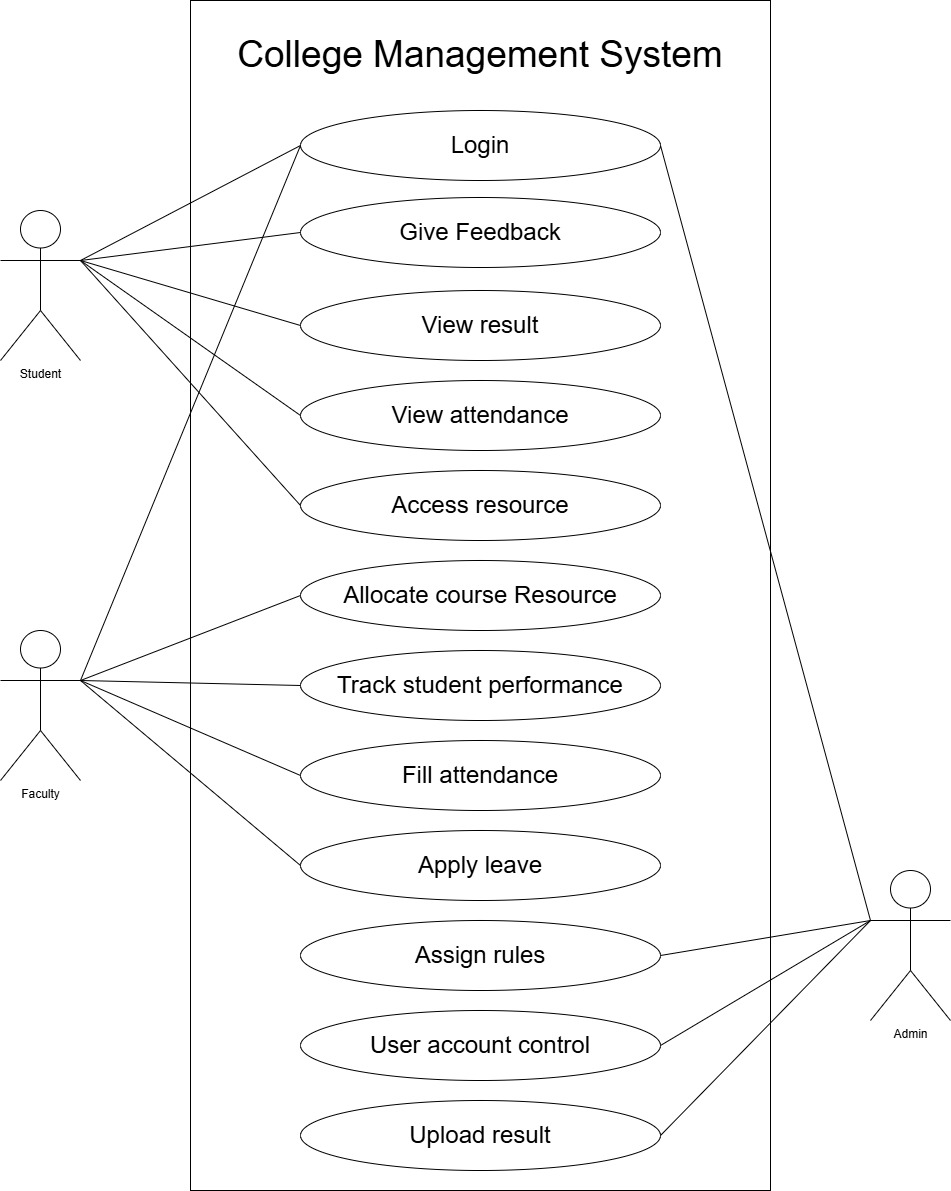 College Management System
Login
Give Feedback
View result
Student
View attendance
Access resource
Allocate course Resource
Track student performance
Fill attendance
Faculty
Apply leave
Assign rules
Admin
User account control
Upload result